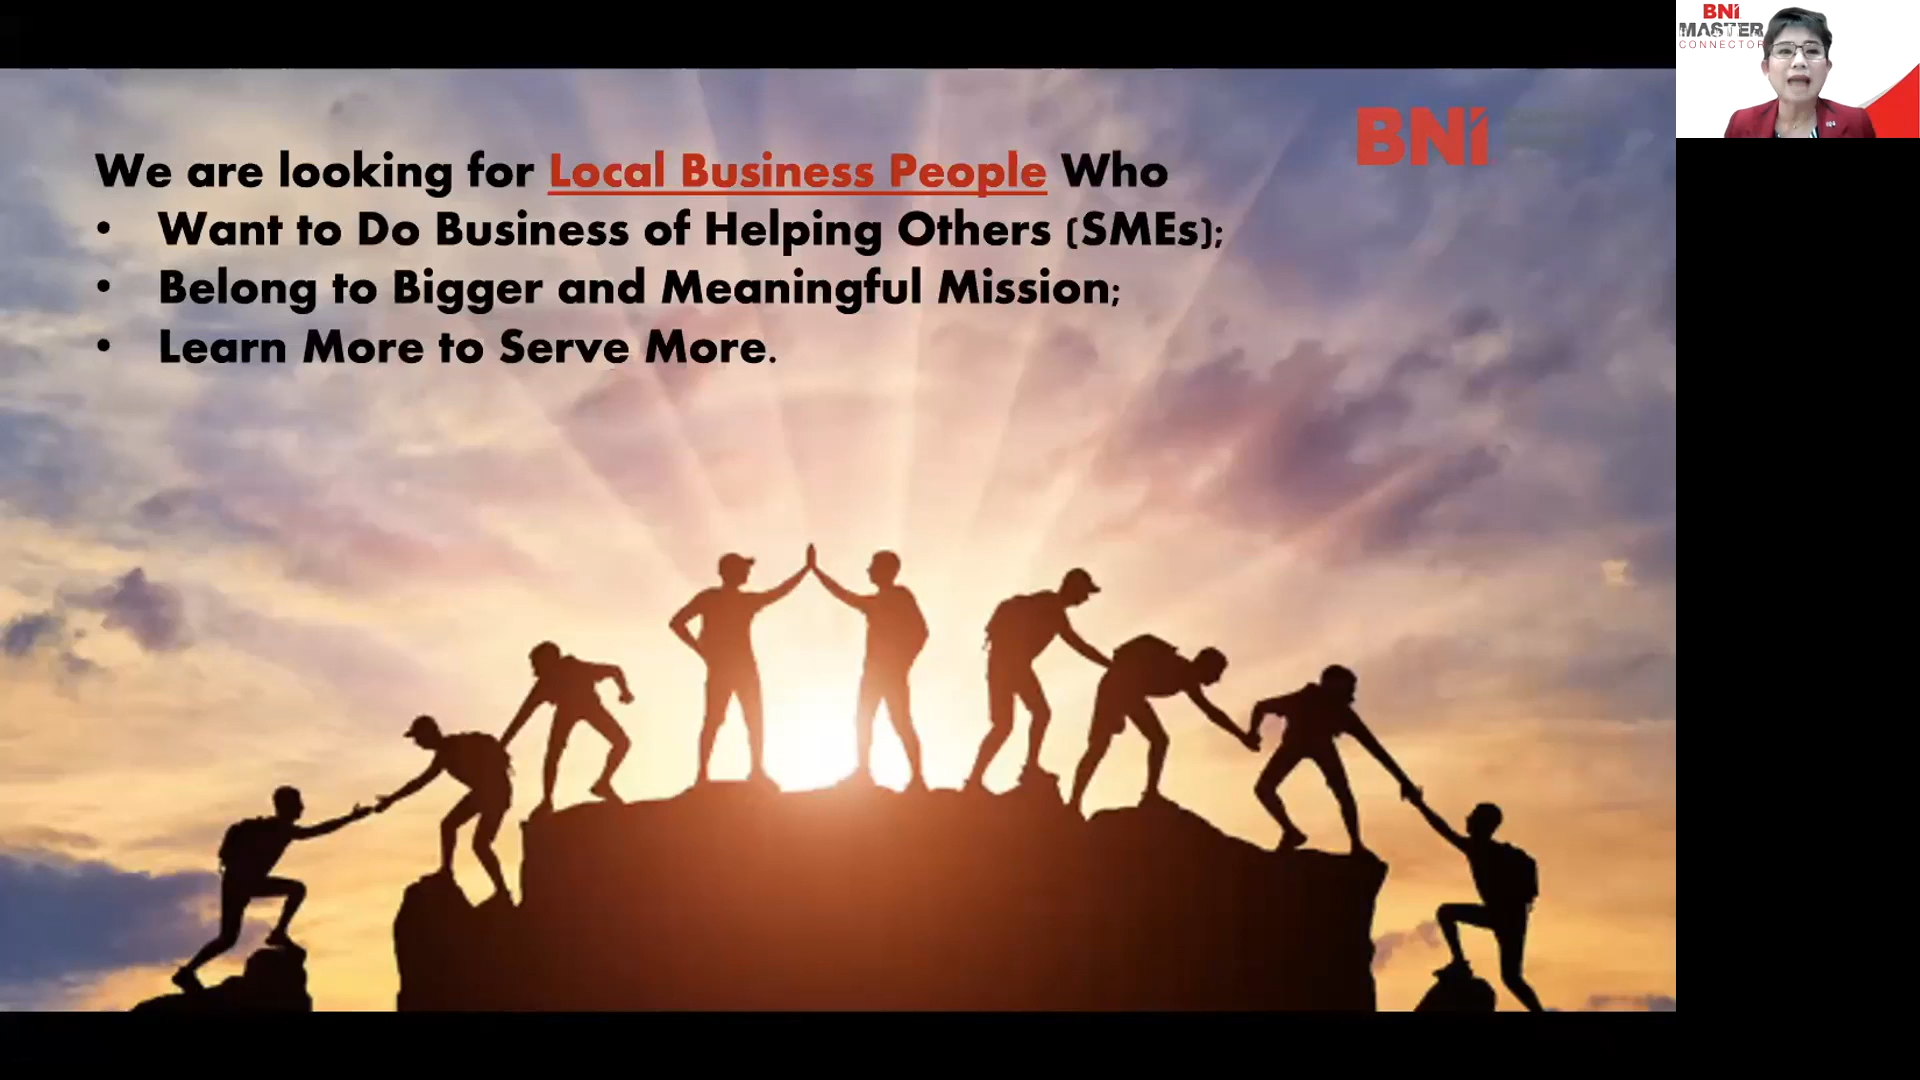 We are looking for Local Business People Who
• Want to Do Business of Helping Others (SMEs);
• Belong to Bigger and Meaningful Mission;
• Learn More to Serve More.
BNI
BNI
MASTER
CONNECTOR